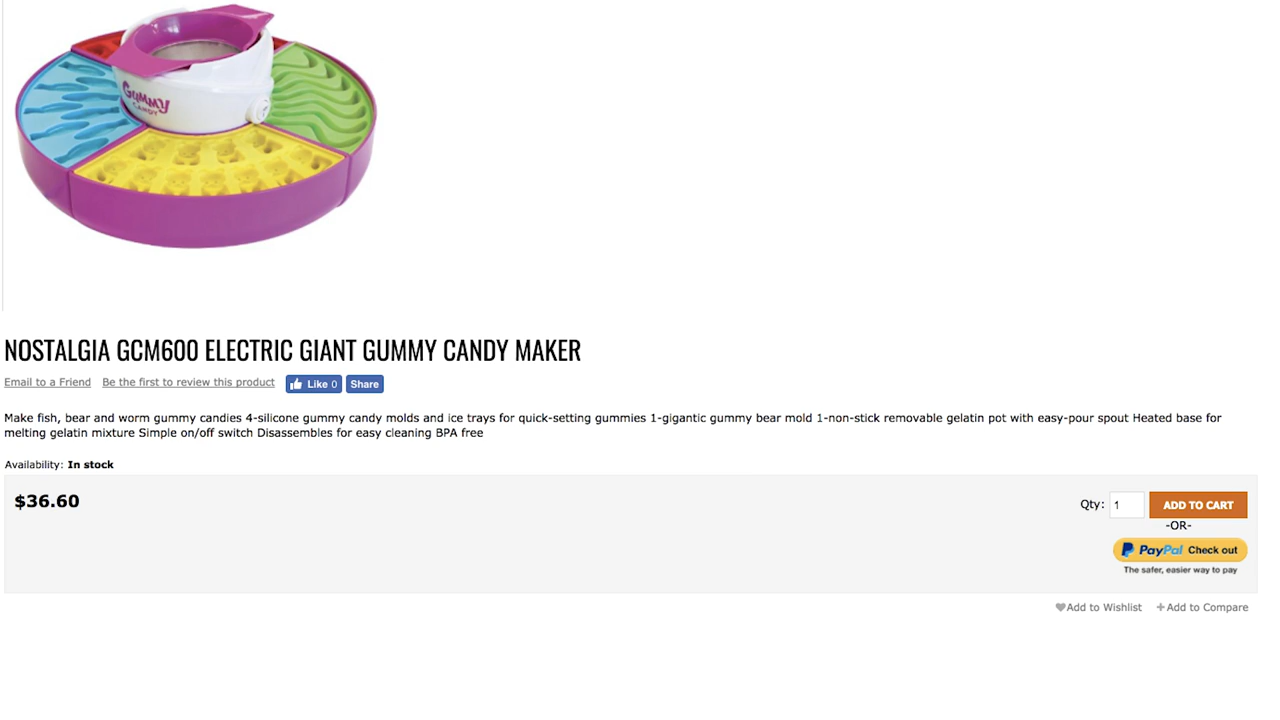 GUMMY
CANDY
NOSTALGIA GCM600 ELECTRIC GIANT GUMMY CANDY MAKER
Email to a Friend Be the first to review this product Like 0 Share
Make fish, bear and worm gummy candies 4-silicone gummy candy molds and ice trays for quick-setting gummies 1-gigantic gummy bear mold 1-non-stick removable gelatin pot with easy-pour spout Heated base for
melting gelatin mixture Simple on/off switch Disassembles for easy cleaning BPA free
Availability: In stock
$36.60
Qty: 1 ADD TO CART
-OR-
PayPal Check out
The safer, easier way to pay
Add to Wishlist +Add to Compare